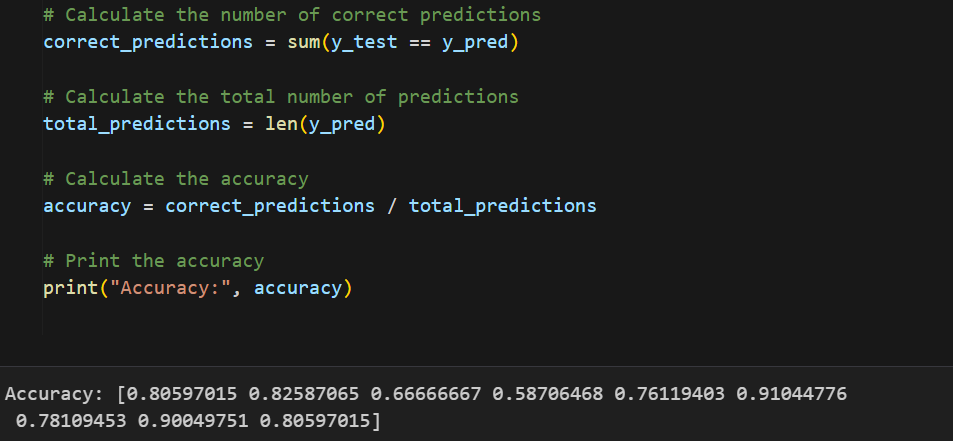 # Calculate the number of correct predictions
correct_predictions = sum(y_test == y_pred)
# Calculate the total number of predictions
total_predictions = len(y_pred)
# Calculate the accuracy
accuracy = correct_predictions / total_predictions
# Print the accuracy
print("Accuracy:", accuracy)
Accuracy: [0.80597015 0.82587065 0.66666667 0.58706468 0.76119403 0.91044776
0.78109453 0.90049751 0.80597015]